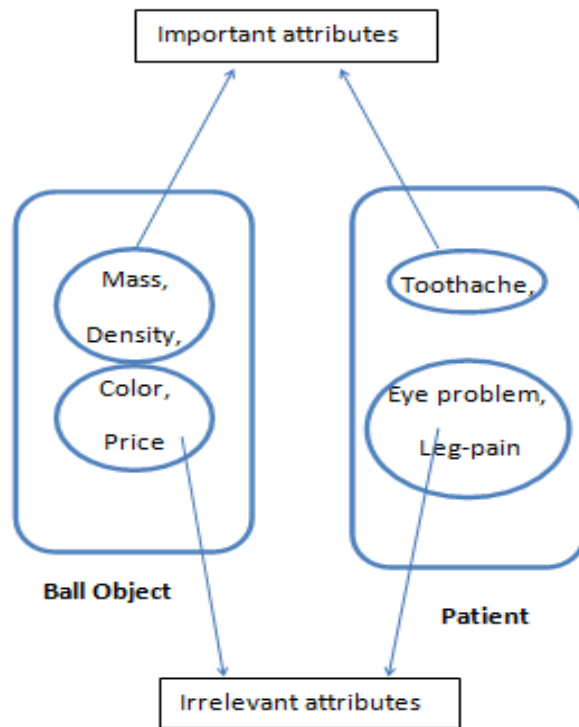 Important attributes
Mass,
Density,
Color,
Price
Ball Object
Toothache,
Eye problem,
Leg-pain
Patient
Irrelevant attributes